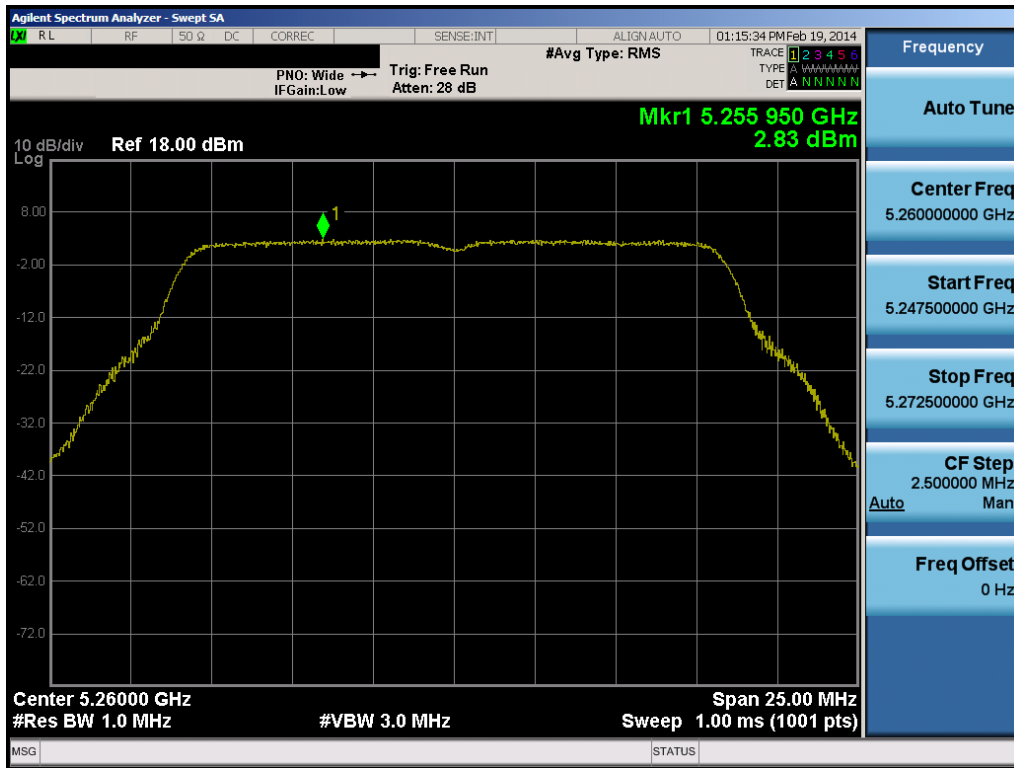 Agilent Spectrum Analyzer - Swept SA
LXI RL RF 50 Ω DC CORREC SENSE:INT ALIGN AUTO 01:15:34 PM Feb 19, 2014
#Avg Type: RMS TRACE 1 2 3 4 5 6
PNO: Wide Trig: Free Run TYPE A WWWWW
IFGain:Low Atten: 28 dB DET A N N N N N
Frequency
Auto Tune
Mkr1 5.255 950 GHz
2.83 dBm
10 dB/div Ref 18.00 dBm
Log
1
8.00
-2.00
-12.0
-22.0
-32.0
-42.0
-52.0
-62.0
-72.0
Center Freq
5.260000000 GHz
Start Freq
5.247500000 GHz
Stop Freq
5.272500000 GHz
CF Step
2.500000 MHz
Auto Man
Freq Offset
0 Hz
Center 5.26000 GHz Span 25.00 MHz
#Res BW 1.0 MHz #VBW 3.0 MHz Sweep 1.00 ms (1001 pts)
MSG STATUS